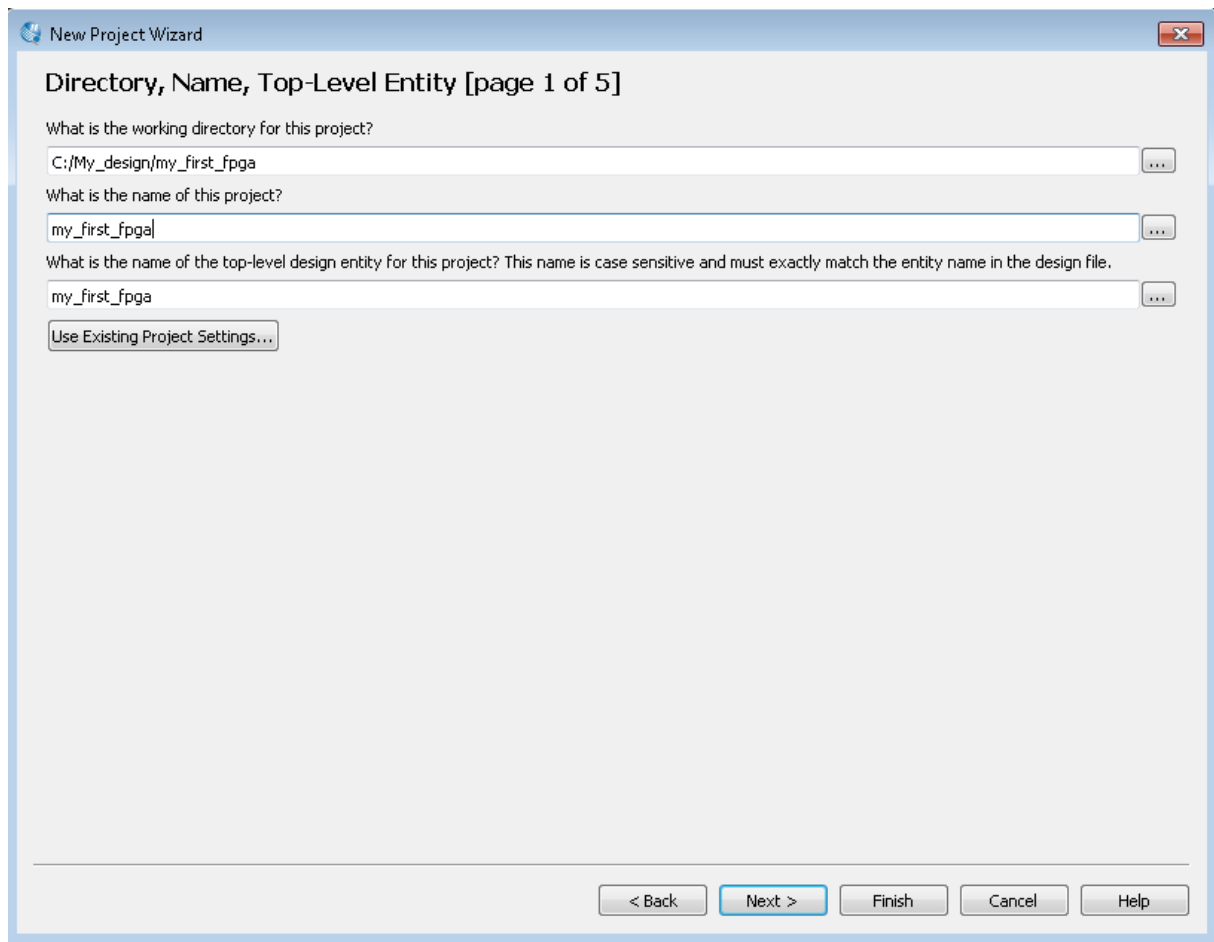 New Project Wizard
Directory, Name, Top-Level Entity [page 1 of 5]
What is the working directory for this project?
C:/My_design/my_first_fpga
...
What is the name of this project?
my_first_fpga
...
What is the name of the top-level design entity for this project? This name is case sensitive and must exactly match the entity name in the design file.
my_first_fpga
...
Use Existing Project Settings...
< Back
Next >
Finish
Cancel
Help